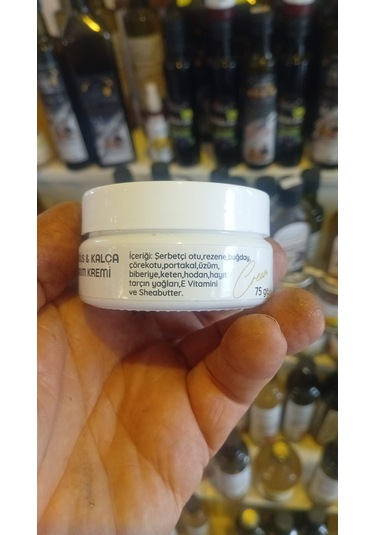 & KALÇA
KREMİ
İçeriği: Şerbetçi otu,rezene,buğday,
çörekotu,portakal,üzüm,
biberiye,keten,hodan,hayıt
tarçın yağları,E Vitamini
ve Sheabutter.
Cream
75